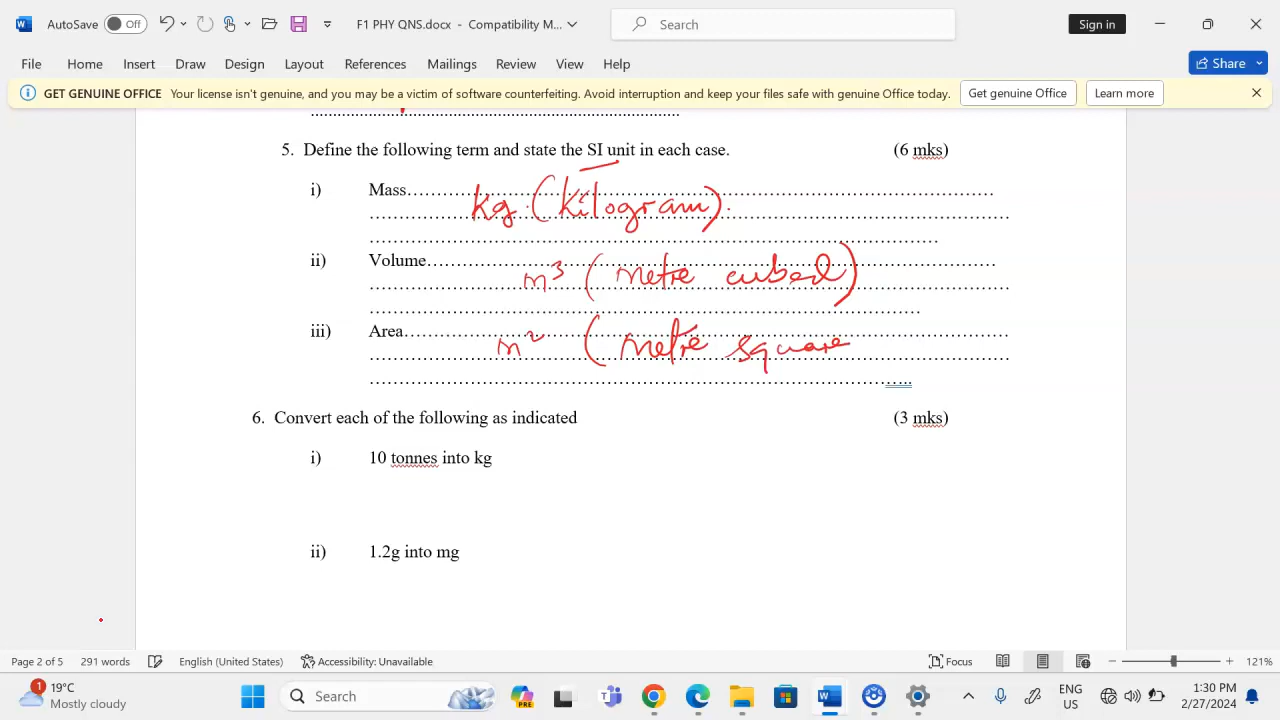 AutoSave Off F1 PHY QNS.docx - Compatibility M... Search Sign in
File Home Insert Draw Design Layout References Mailings Review View Help Share
GET GENUINE OFFICE Your license isn't genuine, and you may be a victim of software counterfeiting. Avoid interruption and keep your files safe with genuine Office today. Get genuine Office Learn more
5. Define the following term and state the SI unit in each case. (6 mks)
i) Mass
kg. (kilogram).
ii) Volume
m³ (metre cubed)
iii) Area
m² (metre square
6. Convert each of the following as indicated (3 mks)
i) 10 tonnes into kg
ii) 1.2g into mg
Page 2 of 5 291 words English (United States) Accessibility: Unavailable Focus 121%
1 19°C Search PRE ENG 1:30 PM
Mostly cloudy US 2/27/2024